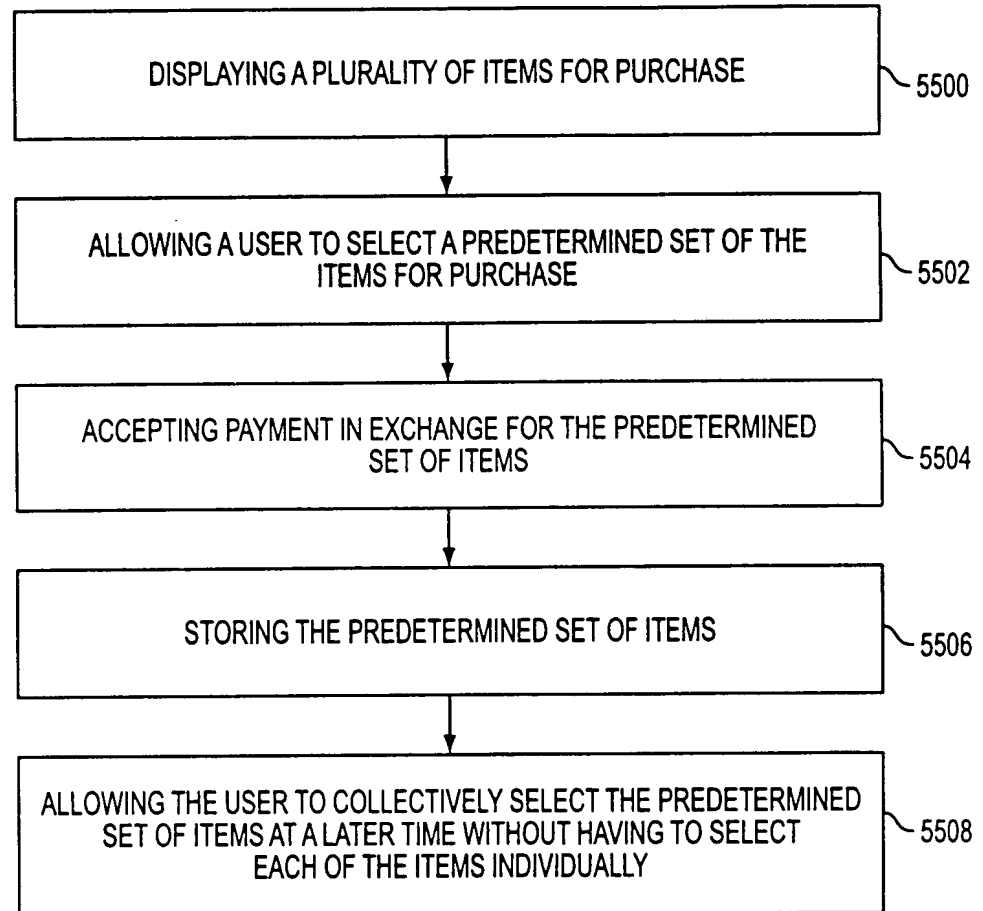 DISPLAYING A PLURALITY OF ITEMS FOR PURCHASE
5500
ALLOWING A USER TO SELECT A PREDETERMINED SET OF THE
ITEMS FOR PURCHASE
5502
ACCEPTING PAYMENT IN EXCHANGE FOR THE PREDETERMINED
SET OF ITEMS
5504
STORING THE PREDETERMINED SET OF ITEMS
5506
ALLOWING THE USER TO COLLECTIVELY SELECT THE PREDETERMINED
SET OF ITEMS AT A LATER TIME WITHOUT HAVING TO SELECT
EACH OF THE ITEMS INDIVIDUALLY
5508